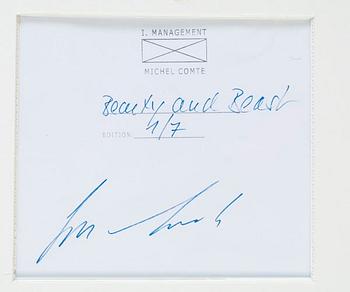 I. MANAGEMENT
MICHEL COMTE
Beauty and Beast
EDITION 1/7